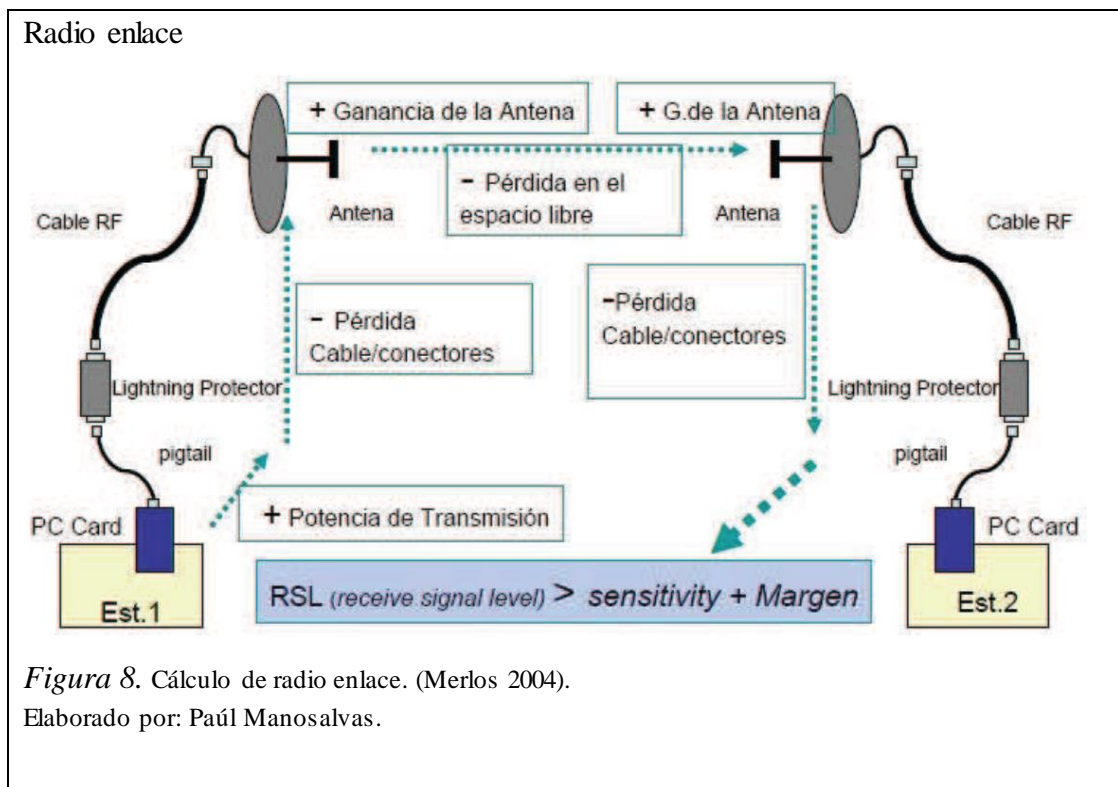 Radio enlace
+ Ganancia de la Antena
+ G.de la Antena
- Pérdida en el
espacio libre
Antena
Antena
Cable RF
Cable RF
- Pérdida
Cable/conectores
-Pérdida
Cable/conectores
Lightning Protector
Lightning Protector
pigtail
pigtail
PC Card
PC Card
+ Potencia de Transmisión
Est.1
RSL (receive signal level) > sensitivity + Margen
Est.2
Figura 8. Cálculo de radio enlace. (Merlos 2004).
Elaborado por: Paúl Manosalvas.